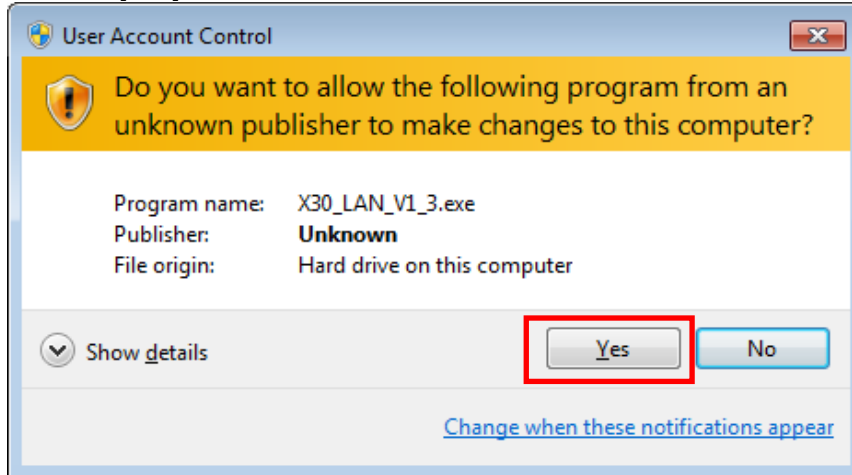 User Account Control
Do you want to allow the following program from an
unknown publisher to make changes to this computer?
Program name: X30_LAN_V1_3.exe
Publisher: Unknown
File origin: Hard drive on this computer
Show details
Yes
No
Change when these notifications appear